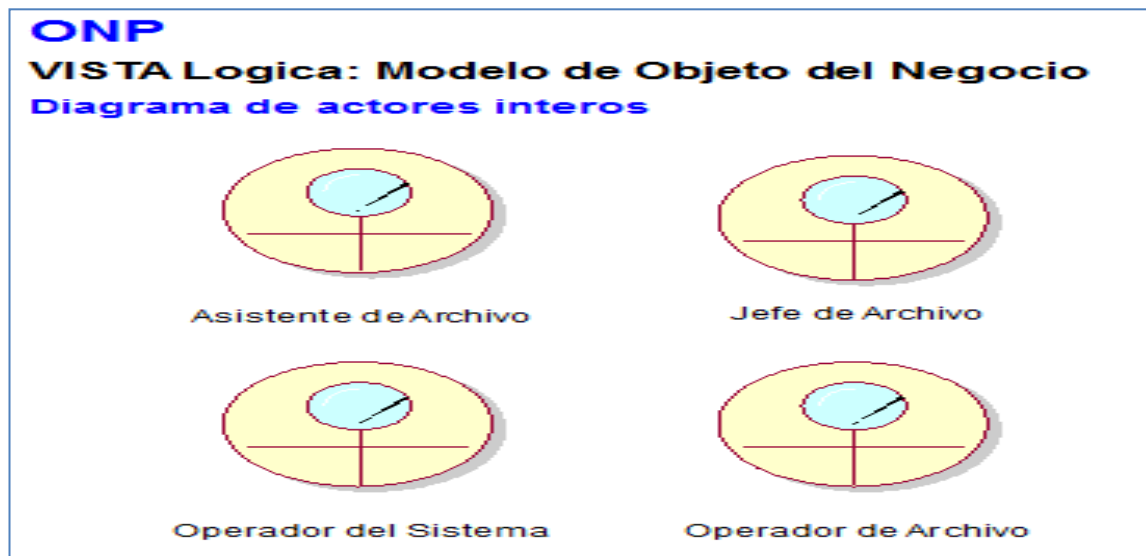 ONP
VISTA Logica: Modelo de Objeto del Negocio
Diagrama de actores interos
Asistente de Archivo
Jefe de Archivo
Operador del Sistema
Operador de Archivo